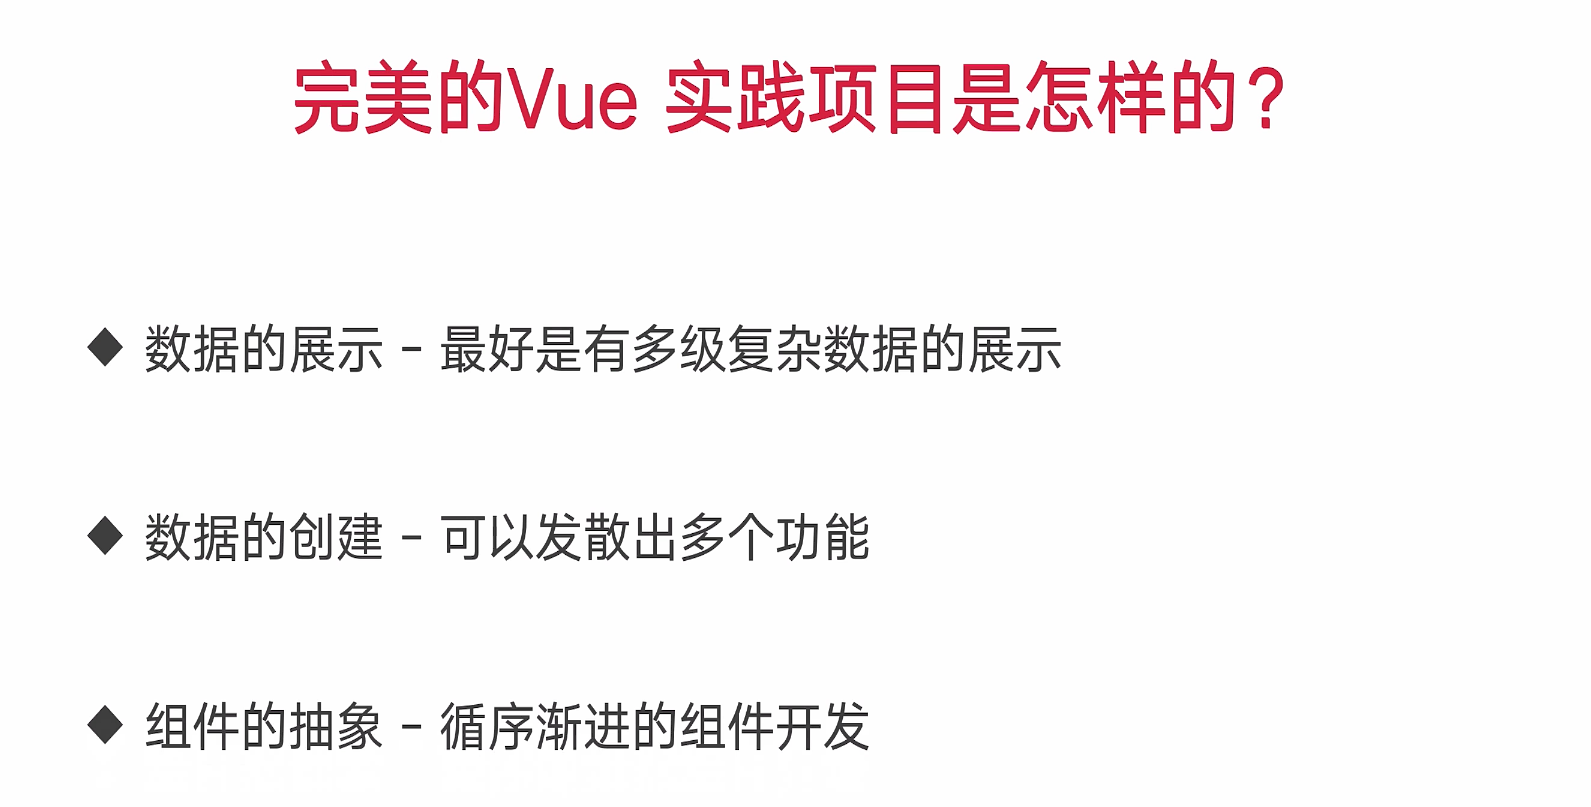 完美的Vue 实践项目是怎样的?
◆ 数据的展示 - 最好是有多级复杂数据的展示
◆ 数据的创建 - 可以发散出多个功能
◆ 组件的抽象 - 循序渐进的组件开发